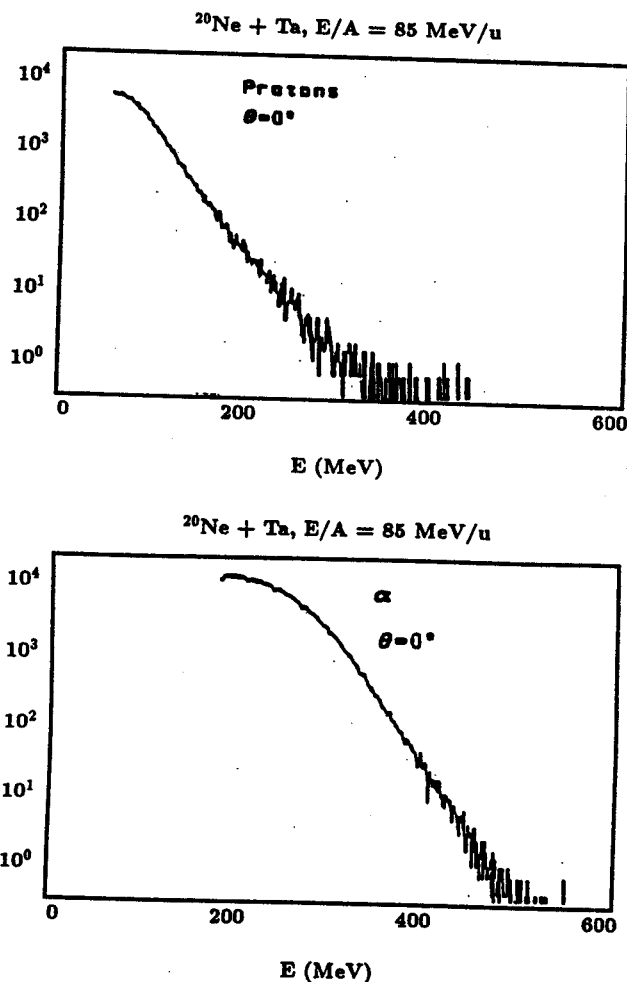 ²⁰Ne + Ta, E/A = 85 MeV/u
Protons
θ=0°
10⁴
10³
10²
10¹
10⁰
0 200 400 600
E (MeV)
²⁰Ne + Ta, E/A = 85 MeV/u
α
θ=0°
10⁴
10³
10²
10¹
10⁰
0 200 400 600
E (MeV)